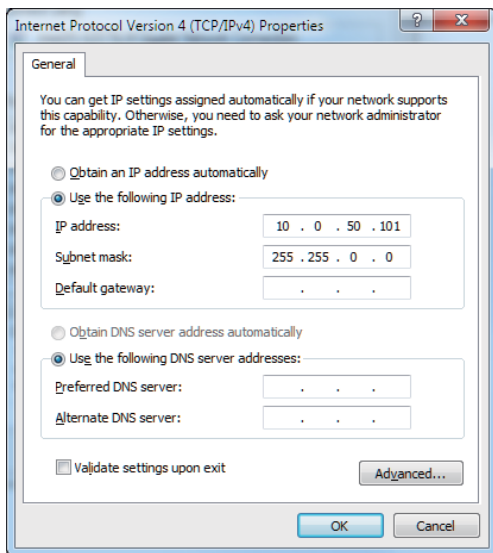 Internet Protocol Version 4 (TCP/IPv4) Properties
General
You can get IP settings assigned automatically if your network supports
this capability. Otherwise, you need to ask your network administrator
for the appropriate IP settings.
Obtain an IP address automatically
Use the following IP address:
IP address: 10 . 0 . 50 . 101
Subnet mask: 255 . 255 . 0 . 0
Default gateway: . . .
Obtain DNS server address automatically
Use the following DNS server addresses:
Preferred DNS server: . . .
Alternate DNS server: . . .
Validate settings upon exit
Advanced...
OK Cancel